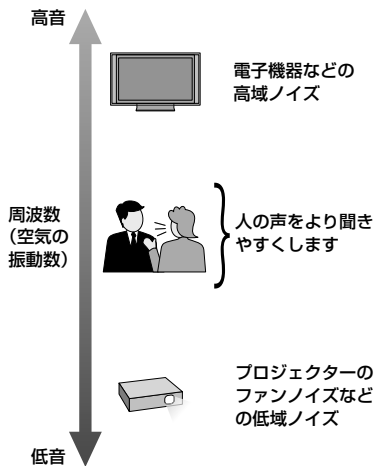 高音
電子機器などの
高域ノイズ
周波数
（空気の
振動数）
人の声をより聞き
やすくします
プロジェクターの
ファンノイズなど
の低域ノイズ
低音